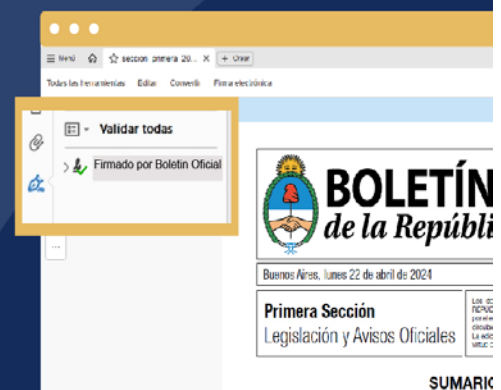 Menú
sección primera 20... × + Crear
Todas las herramientas Editar Convertir Firma electrónica
Validar todas
Firmado por Boletin Oficial
BOLETÍN
de la Repúbli
Buenos Aires, lunes 22 de abril de 2024
Primera Sección
Legislación y Avisos Oficiales
SUMARIO